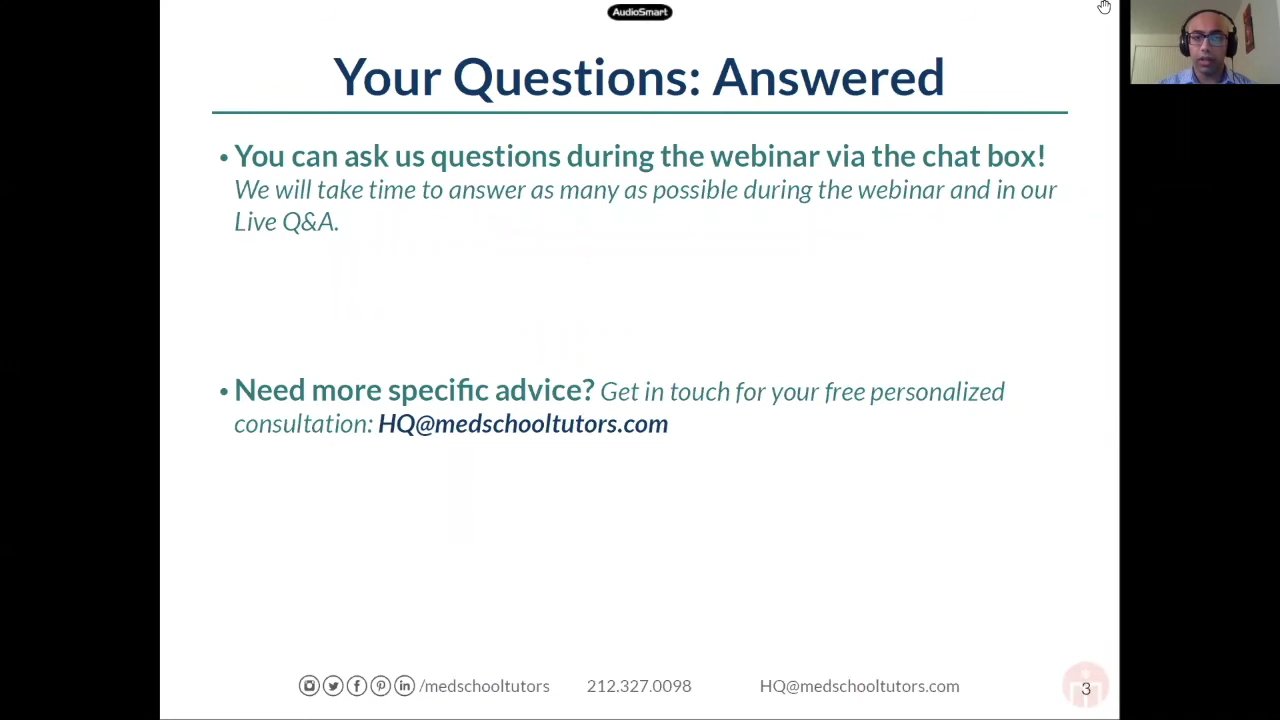 AudioSmart
Your Questions: Answered
• You can ask us questions during the webinar via the chat box!
We will take time to answer as many as possible during the webinar and in our
Live Q&A.
• Need more specific advice? Get in touch for your free personalized
consultation: HQ@medschooltutors.com
/medschooltutors 212.327.0098 HQ@medschooltutors.com 3